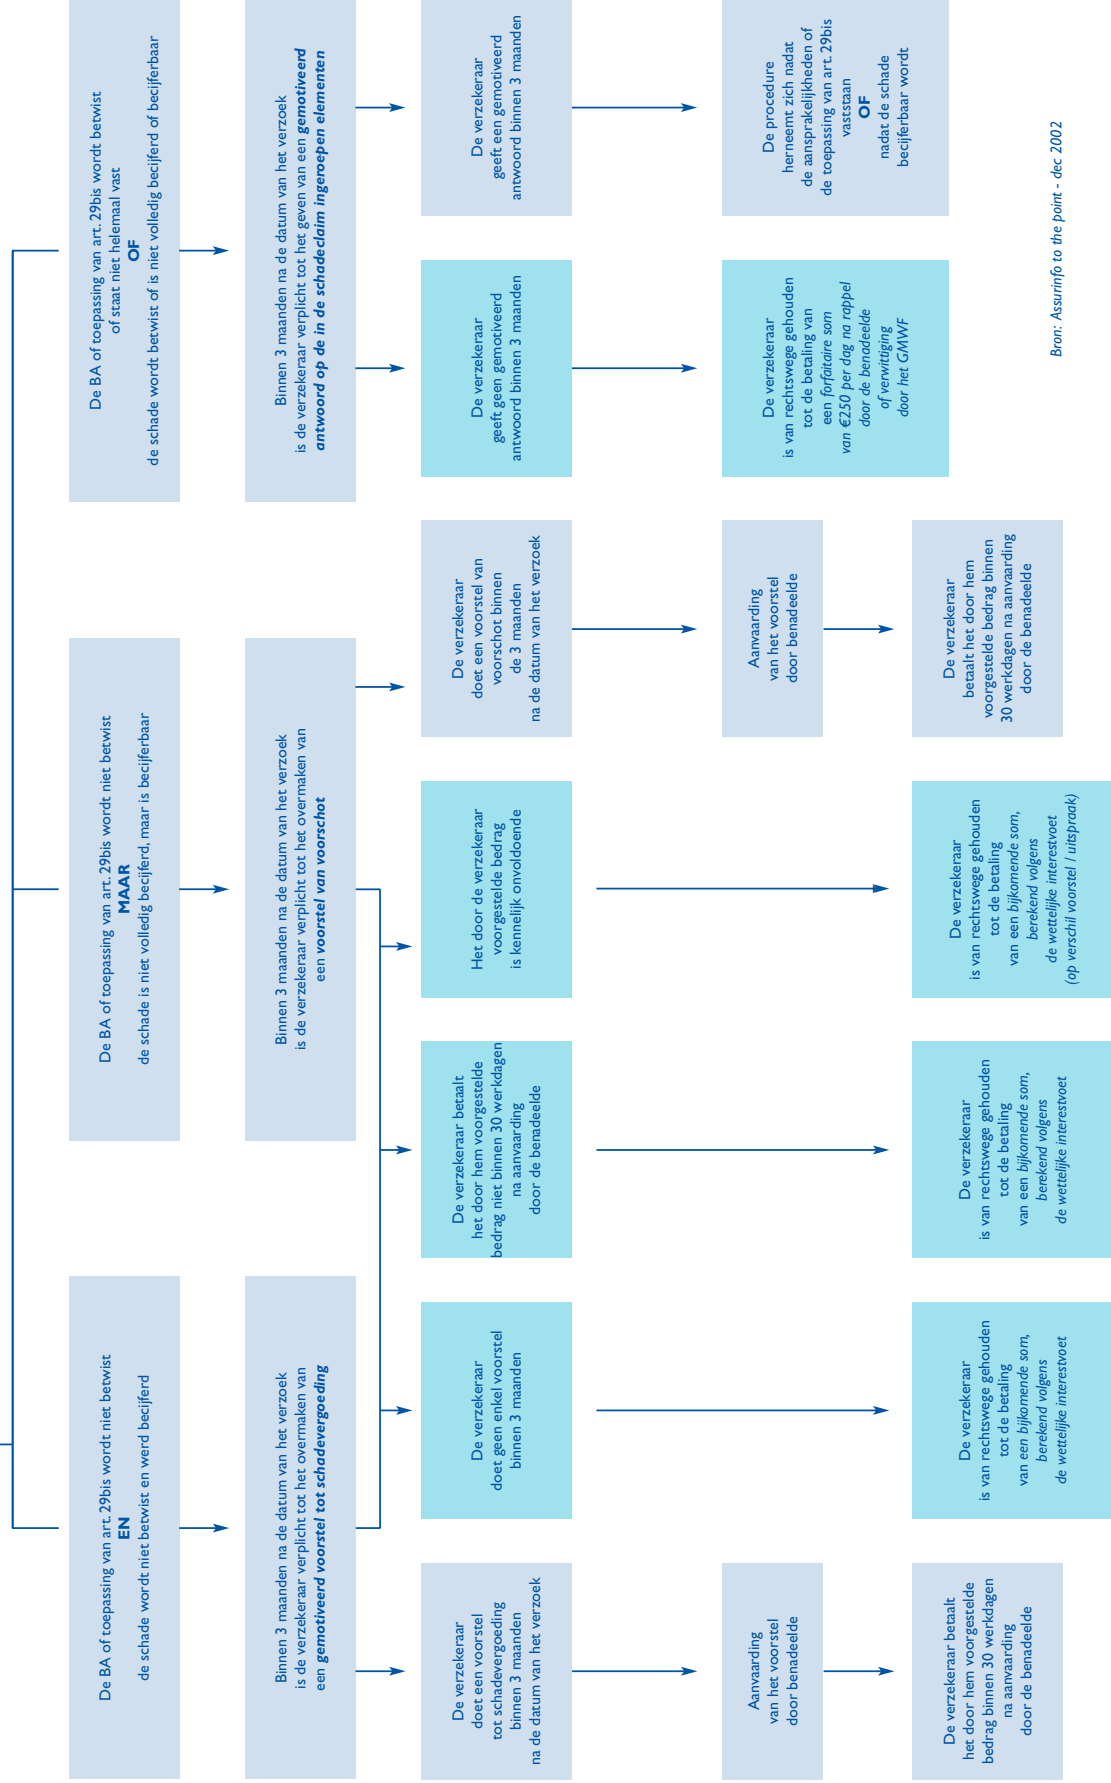 De BA of toepassing van art. 29bis wordt niet betwist
EN
de schade wordt niet betwist en werd becijferd
De BA of toepassing van art. 29bis wordt niet betwist
MAAR
de schade is niet volledig becijferd, maar is becijferbaar
De BA of toepassing van art. 29bis wordt betwist
of staat niet helemaal vast
OF
de schade wordt betwist of is niet volledig becijferd of becijferbaar
Binnen 3 maanden na de datum van het verzoek
is de verzekeraar verplicht tot het overmaken van
een gemotiveerd voorstel tot schadevergoeding
Binnen 3 maanden na de datum van het verzoek
is de verzekeraar verplicht tot het overmaken van
een voorstel van voorschot
Binnen 3 maanden na de datum van het verzoek
is de verzekeraar verplicht tot het geven van een gemotiveerd
antwoord op de in de schadeclaim ingeroepen elementen
De verzekeraar
doet een voorstel
tot schadevergoeding
binnen 3 maanden
na de datum van het verzoek
De verzekeraar
doet geen enkel voorstel
binnen 3 maanden
De verzekeraar betaalt
het door hem voorgestelde
bedrag niet binnen 30 werkdagen
na aanvaarding
door de benadeelde
Het door de verzekeraar
voorgestelde bedrag
is kennelijk onvoldoende
De verzekeraar
doet een voorstel van
voorschot binnen
de 3 maanden
na de datum van het verzoek
De verzekeraar
geeft geen gemotiveerd
antwoord binnen 3 maanden
De verzekeraar
geeft een gemotiveerd
antwoord binnen 3 maanden
Aanvaarding
van het voorstel
door benadeelde
Aanvaarding
van het voorstel
door benadeelde
De verzekeraar
is van rechtswege gehouden
tot de betaling van
een forfaitaire som
van €250 per dag na rappel
door de benadeelde
of verwittiging
door het GMWF
De procedure
herneemt zich nadat
de aansprakelijkheden of
de toepassing van art. 29bis
vaststaan
OF
nadat de schade
becijferbaar wordt
De verzekeraar betaalt
het door hem voorgestelde
bedrag binnen 30 werkdagen
na aanvaarding
door de benadeelde
De verzekeraar
is van rechtswege gehouden
tot de betaling
van een bijkomende som,
berekend volgens
de wettelijke interestvoet
De verzekeraar
is van rechtswege gehouden
tot de betaling
van een bijkomende som,
berekend volgens
de wettelijke interestvoet
De verzekeraar
is van rechtswege gehouden
tot de betaling
van een bijkomende som,
berekend volgens
de wettelijke interestvoet
(op verschil voorstel / uitspraak)
De verzekeraar
betaalt het door hem
voorgestelde bedrag binnen
30 werkdagen na aanvaarding
door de benadeelde
Bron: Assurinfo to the point - dec 2002